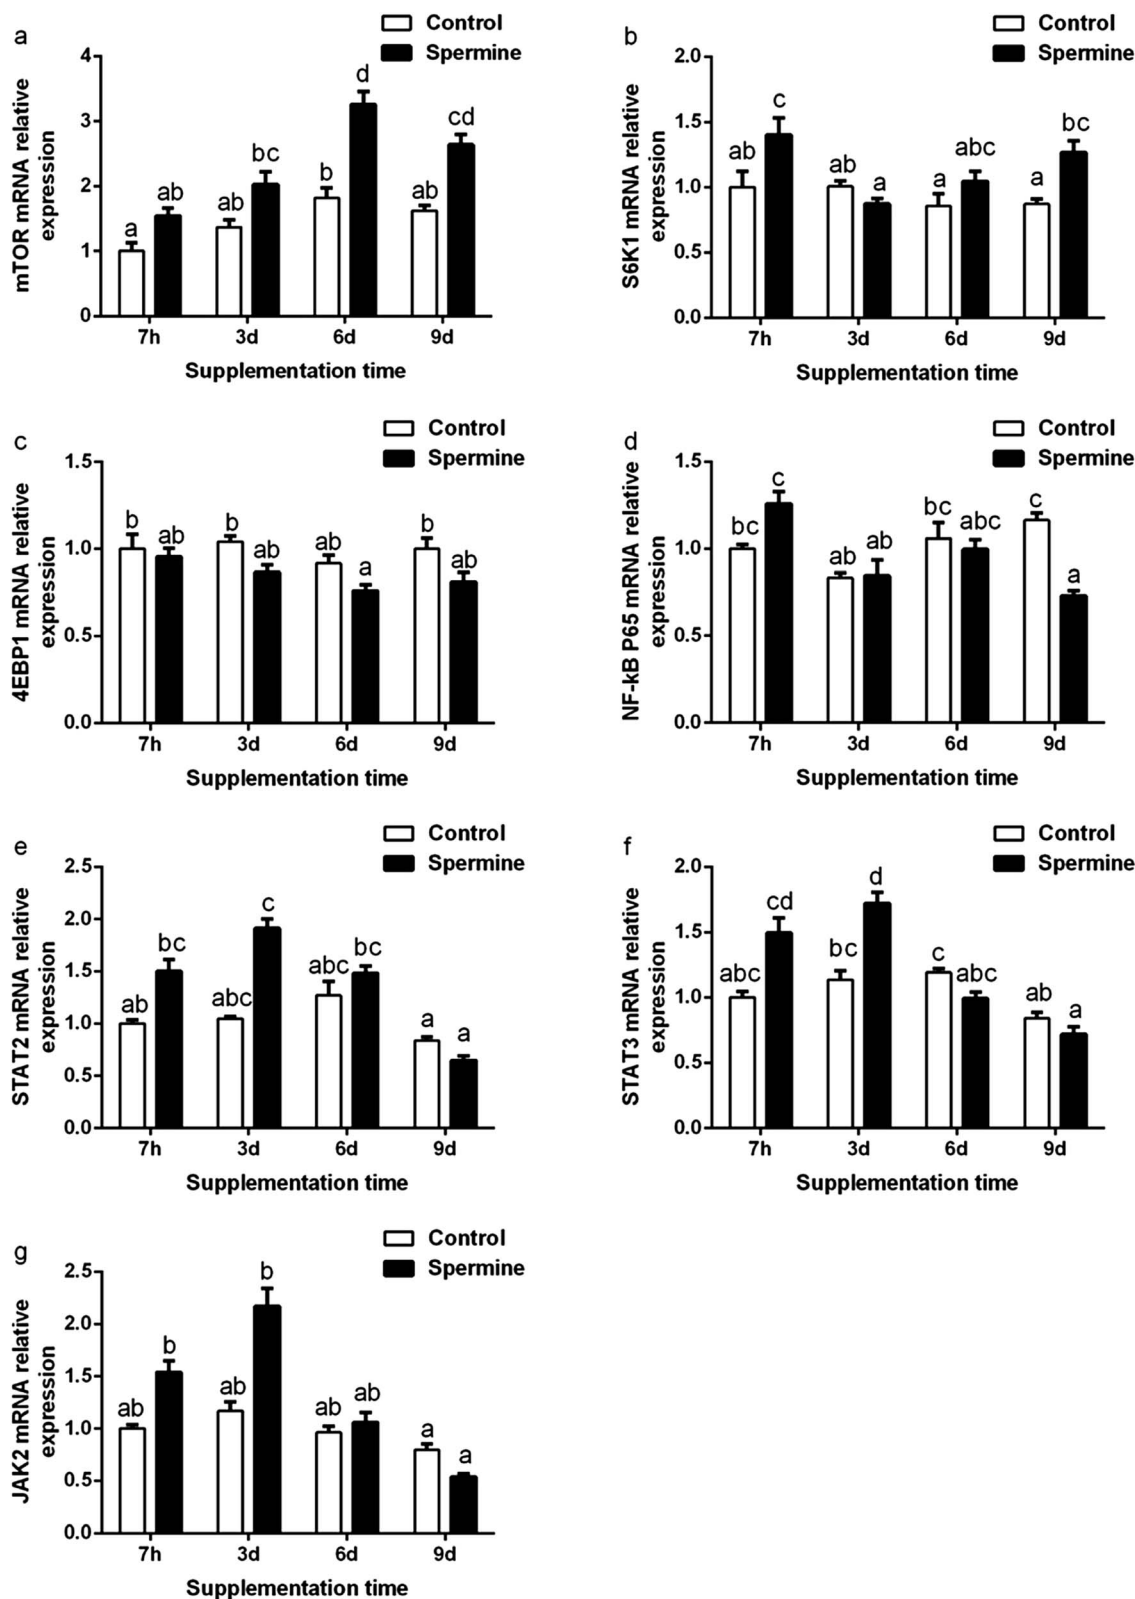 a
Control
Spermine
mTOR mRNA relative
expression
4
3
2
1
0
a
ab
ab
bc
b
d
ab
cd
7h
3d
6d
9d
Supplementation time
b
Control
Spermine
S6K1 mRNA relative
expression
2.0
1.5
1.0
0.5
0.0
ab
c
ab
a
a
abc
a
bc
7h
3d
6d
9d
Supplementation time
c
Control
Spermine
4EBP1 mRNA relative
expression
1.5
1.0
0.5
0.0
b
ab
b
ab
ab
a
b
ab
7h
3d
6d
9d
Supplementation time
d
Control
Spermine
NF-kB P65 mRNA relative
expression
1.5
1.0
0.5
0.0
bc
c
ab
ab
bc
abc
c
a
7h
3d
6d
9d
Supplementation time
e
Control
Spermine
STAT2 mRNA relative
expression
2.5
2.0
1.5
1.0
0.5
0.0
ab
bc
abc
c
abc
bc
a
a
7h
3d
6d
9d
Supplementation time
f
Control
Spermine
STAT3 mRNA relative
expression
2.0
1.5
1.0
0.5
0.0
abc
cd
bc
d
c
abc
ab
a
7h
3d
6d
9d
Supplementation time
g
Control
Spermine
JAK2 mRNA relative
expression
2.5
2.0
1.5
1.0
0.5
0.0
ab
b
ab
b
ab
ab
a
a
7h
3d
6d
9d
Supplementation time